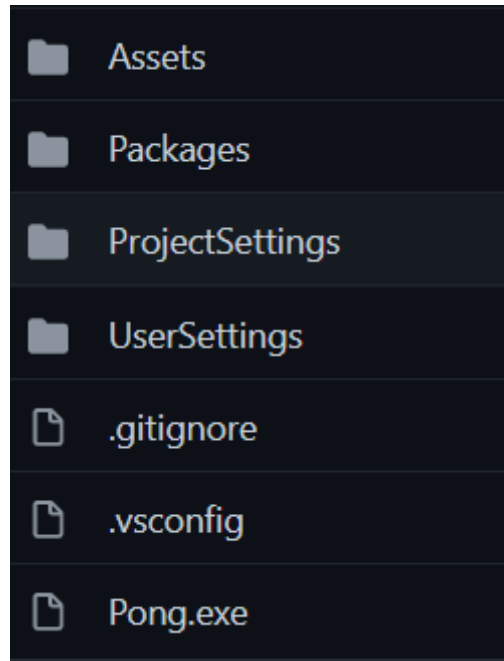 Assets
Packages
ProjectSettings
UserSettings
.gitignore
.vsconfig
Pong.exe